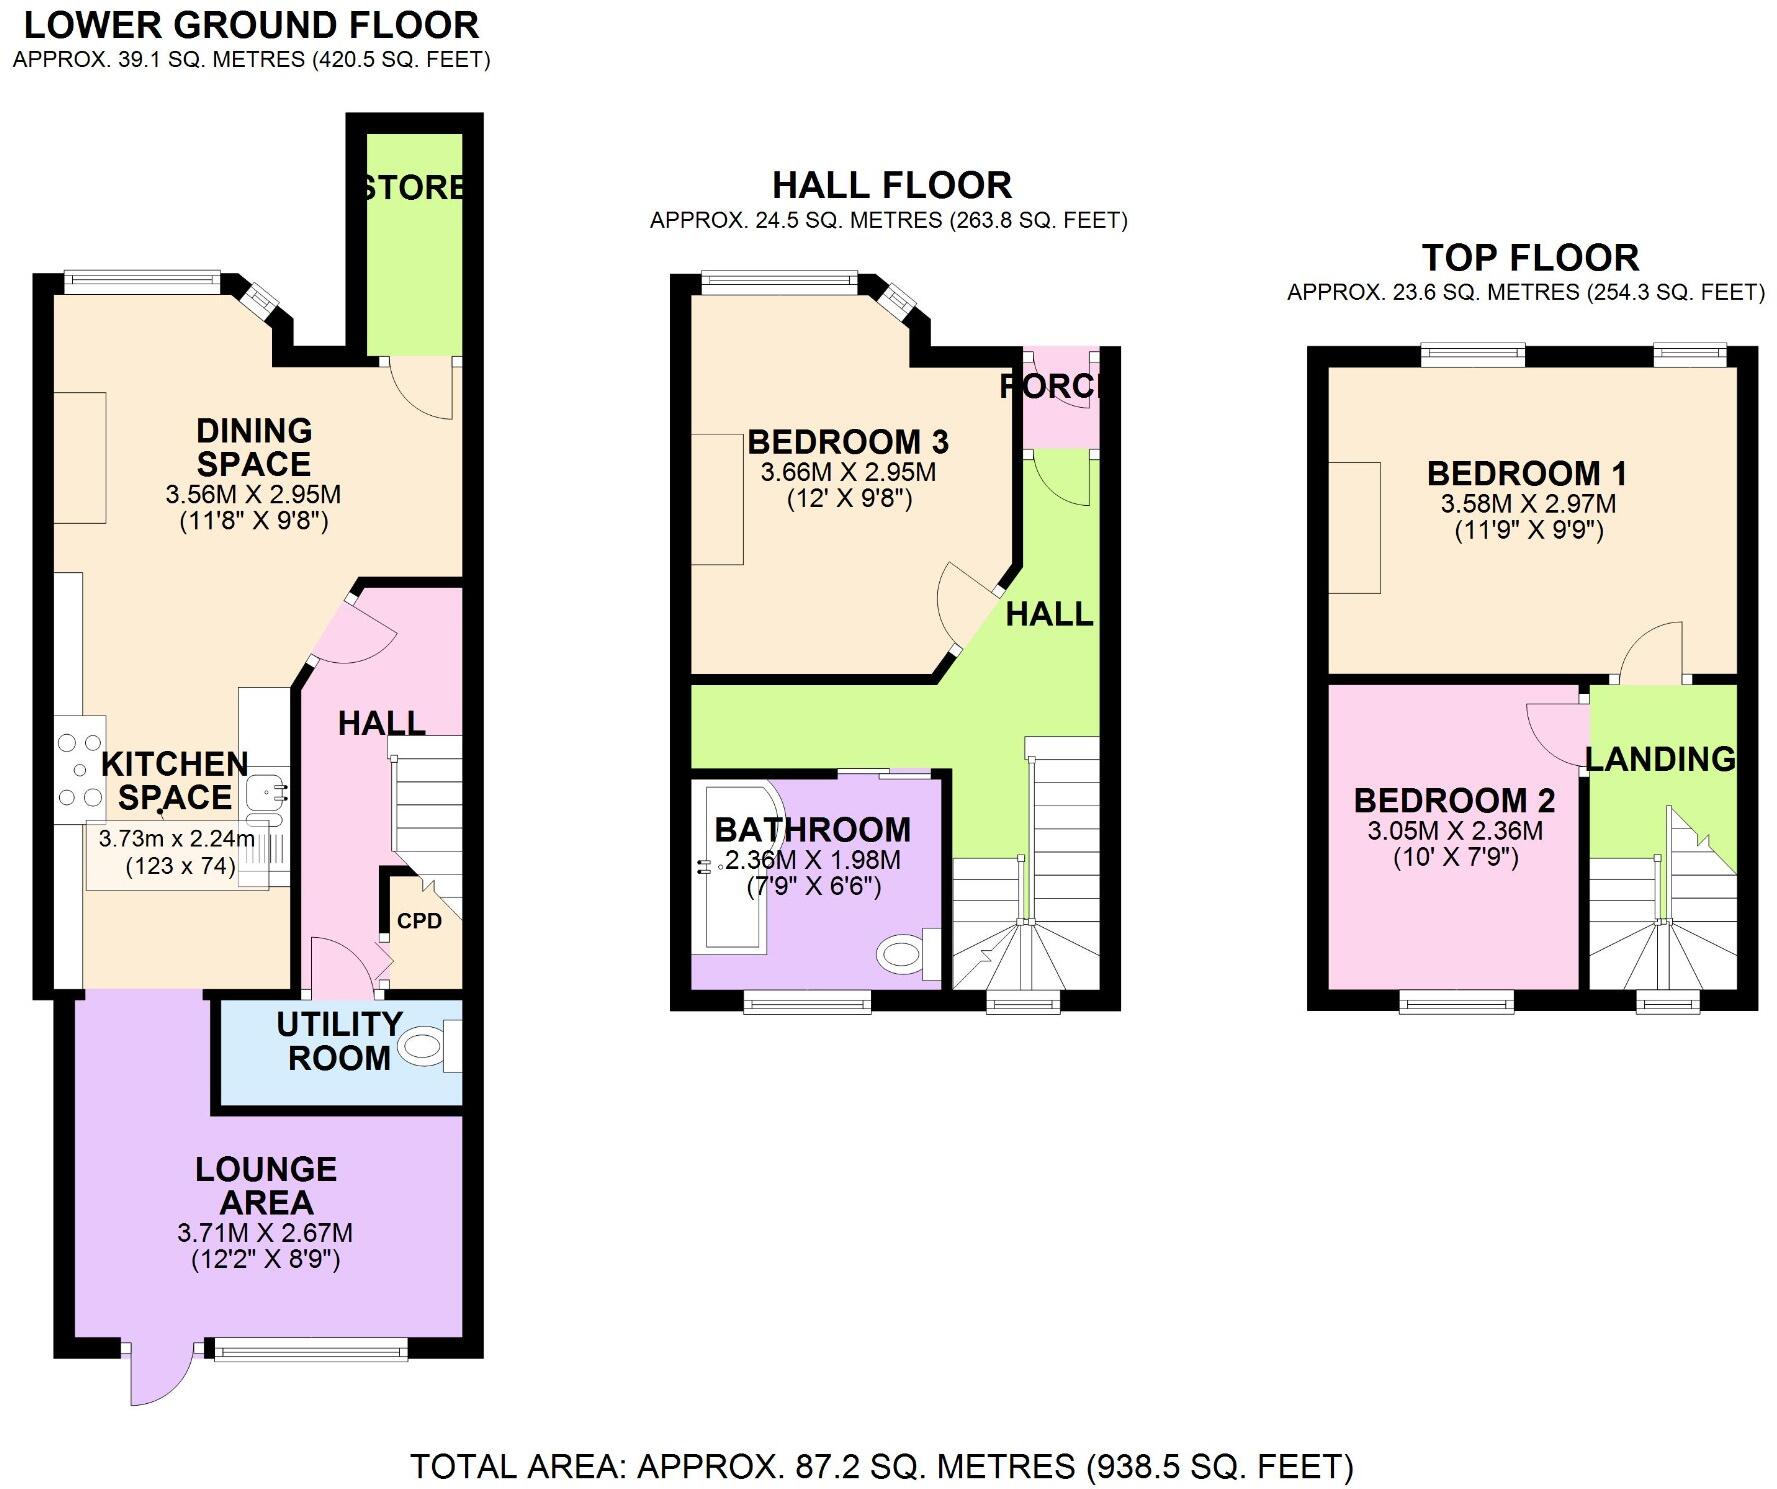 LOWER GROUND FLOOR
APPROX. 39.1 SQ. METRES (420.5 SQ. FEET)
STORE
DINING
SPACE
3.56M X 2.95M
(11'8" X 9'8")
HALL
KITCHEN
SPACE
3.73m x 2.24m
(123 x 74)
CPD
UTILITY
ROOM
LOUNGE
AREA
3.71M X 2.67M
(12'2" X 8'9")
HALL FLOOR
APPROX. 24.5 SQ. METRES (263.8 SQ. FEET)
PORCH
BEDROOM 3
3.66M X 2.95M
(12' X 9'8")
HALL
BATHROOM
2.36M X 1.98M
(7'9" X 6'6")
TOP FLOOR
APPROX. 23.6 SQ. METRES (254.3 SQ. FEET)
BEDROOM 1
3.58M X 2.97M
(11'9" X 9'9")
LANDING
BEDROOM 2
3.05M X 2.36M
(10' X 7'9")
TOTAL AREA: APPROX. 87.2 SQ. METRES (938.5 SQ. FEET)